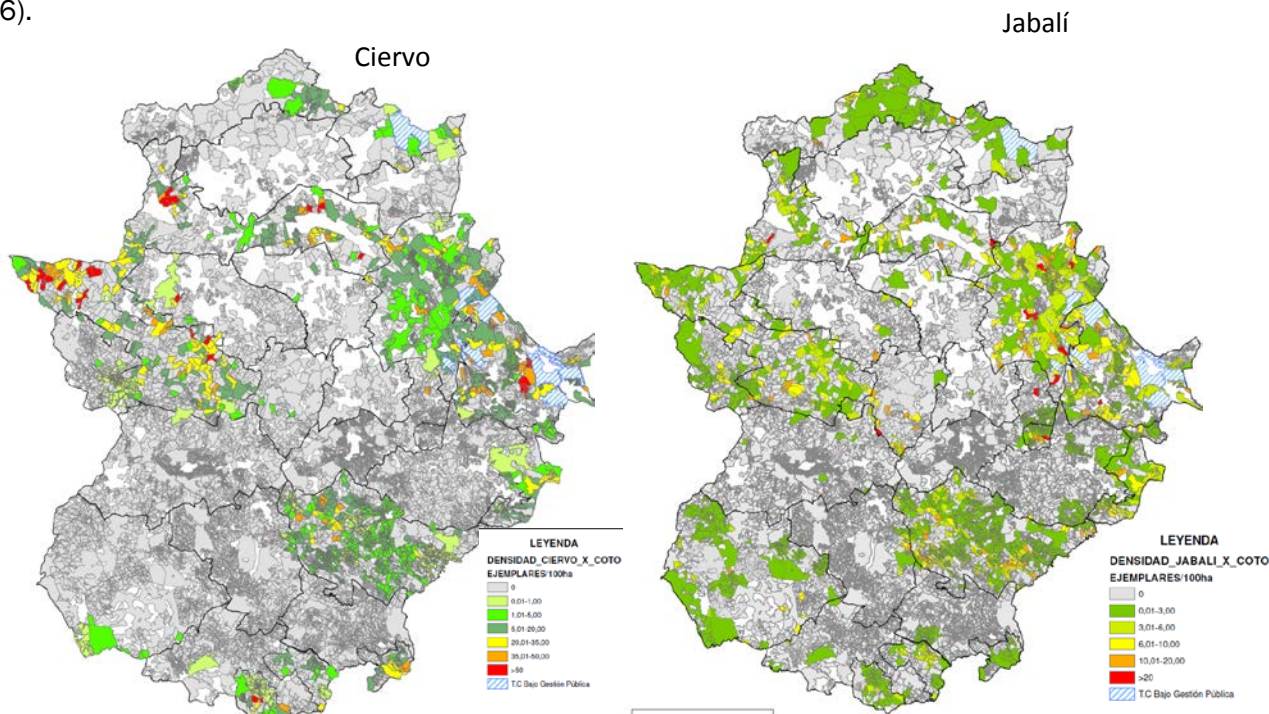 6).
Ciervo
Jabalí
LEYENDA
DENSIDAD_CIERVO_X_COTO
EJEMPLARES/100ha
0
0,01-1,00
1,01-5,00
5,01-20,00
20,01-35,00
35,01-50,00
>50
T.C Bajo Gestión Pública
LEYENDA
DENSIDAD_JABALI_X_COTO
EJEMPLARES/100ha
0
0,01-3,00
3,01-6,00
6,01-10,00
10,01-20,00
>20
T.C Bajo Gestión Pública